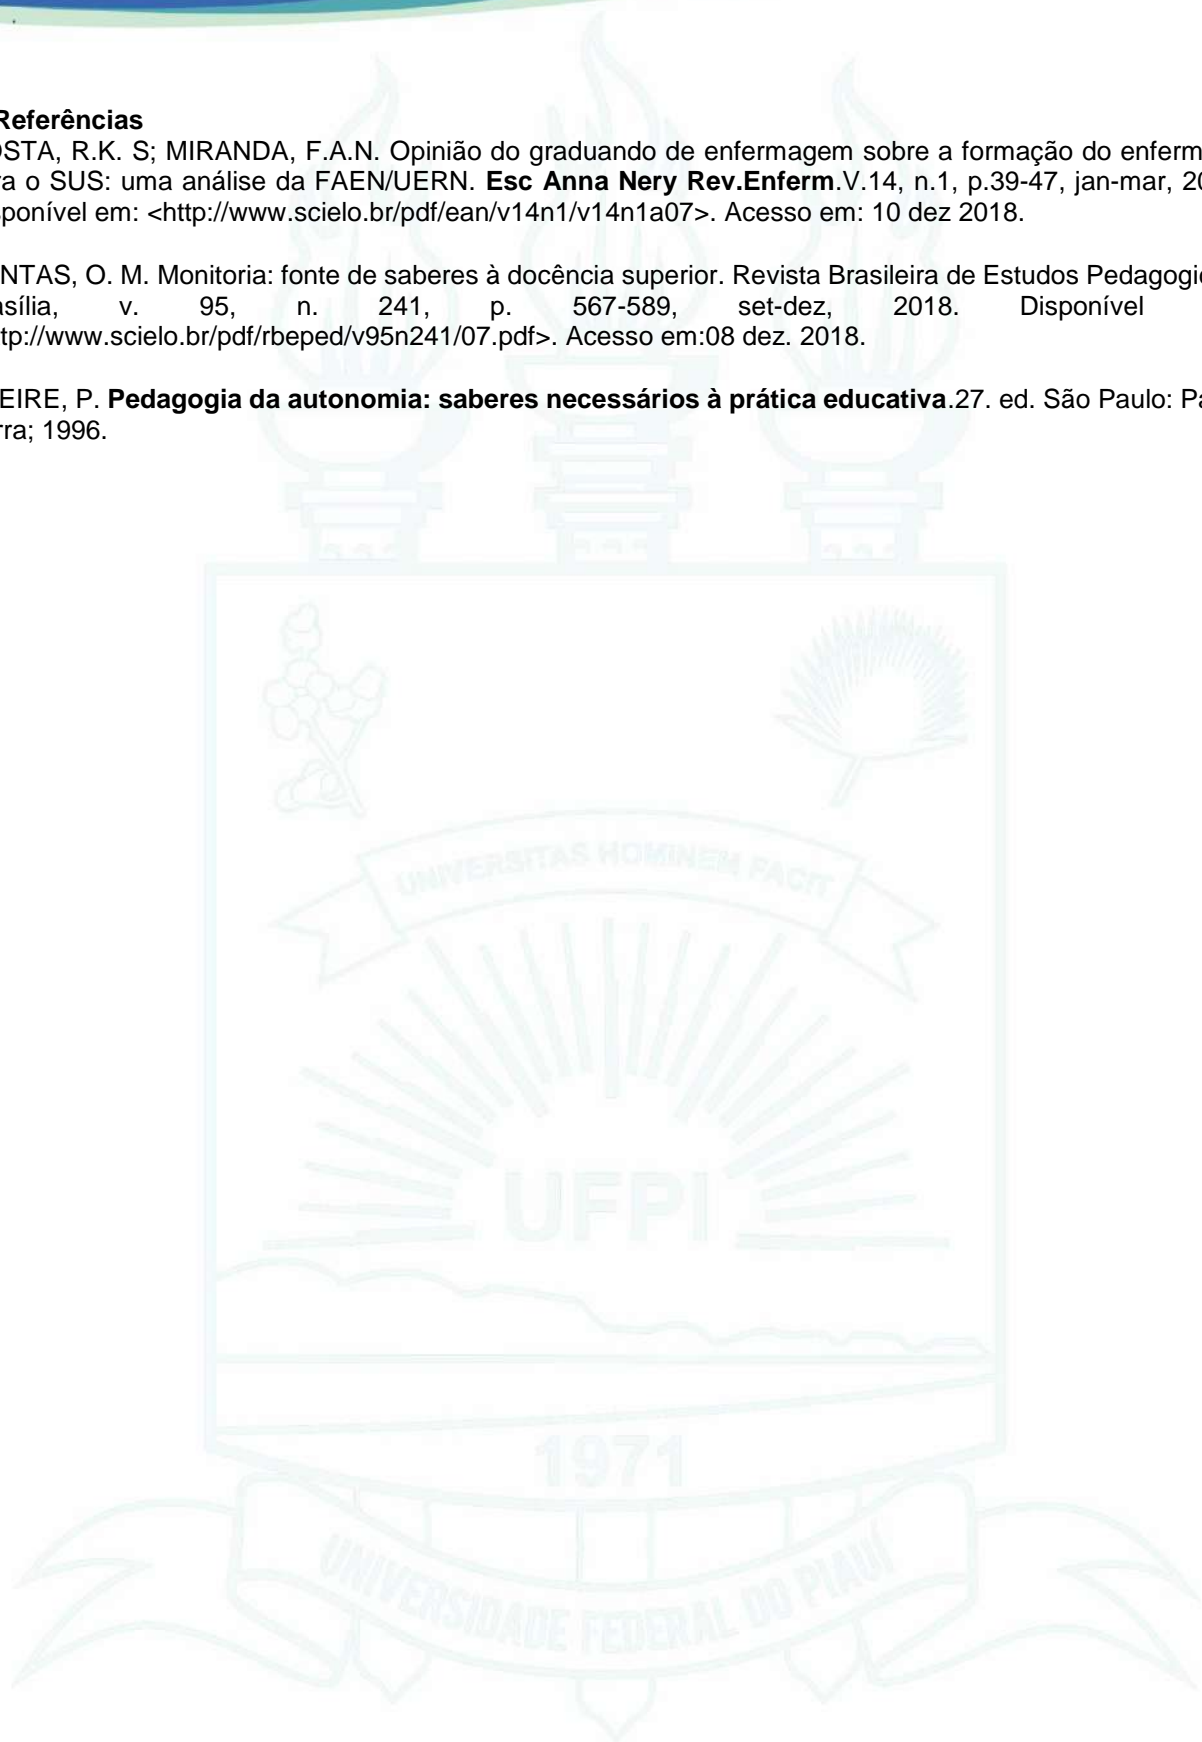 Referências
OSTA, R.K. S; MIRANDA, F.A.N. Opinião do graduando de enfermagem sobre a formação do enferm
ra o SUS: uma análise da FAEN/UERN. Esc Anna Nery Rev.Enferm.V.14, n.1, p.39-47, jan-mar, 20
sponível em: <http://www.scielo.br/pdf/ean/v14n1/v14n1a07>. Acesso em: 10 dez 2018.
NTAS, O. M. Monitoria: fonte de saberes à docência superior. Revista Brasileira de Estudos Pedagogic
asília, v. 95, n. 241, p. 567-589, set-dez, 2018. Disponível
tp://www.scielo.br/pdf/rbeped/v95n241/07.pdf>. Acesso em:08 dez. 2018.
EIRE, P. Pedagogia da autonomia: saberes necessários à prática educativa.27. ed. São Paulo: Pa
rra; 1996.
UNIVERSITAS HOMINEM FACIT
UFPI
1971
UNIVERSIDADE FEDERAL DO PIAUÍ